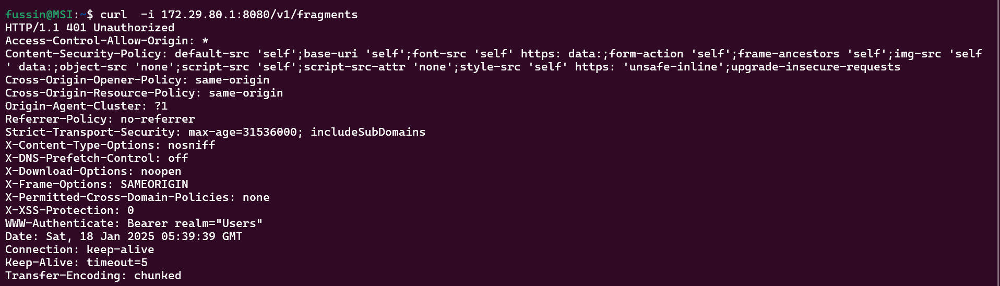 fussin@MSI:~$ curl  -i 172.29.80.1:8080/v1/fragments
HTTP/1.1 401 Unauthorized
Access-Control-Allow-Origin: *
Content-Security-Policy: default-src 'self';base-uri 'self';font-src 'self' https: data:;form-action 'self';frame-ancestors 'self';img-src 'self
' data:;object-src 'none';script-src 'self';script-src-attr 'none';style-src 'self' https: 'unsafe-inline';upgrade-insecure-requests
Cross-Origin-Opener-Policy: same-origin
Cross-Origin-Resource-Policy: same-origin
Origin-Agent-Cluster: ?1
Referrer-Policy: no-referrer
Strict-Transport-Security: max-age=31536000; includeSubDomains
X-Content-Type-Options: nosniff
X-DNS-Prefetch-Control: off
X-Download-Options: noopen
X-Frame-Options: SAMEORIGIN
X-Permitted-Cross-Domain-Policies: none
X-XSS-Protection: 0
WWW-Authenticate: Bearer realm="Users"
Date: Sat, 18 Jan 2025 05:39:39 GMT
Connection: keep-alive
Keep-Alive: timeout=5
Transfer-Encoding: chunked